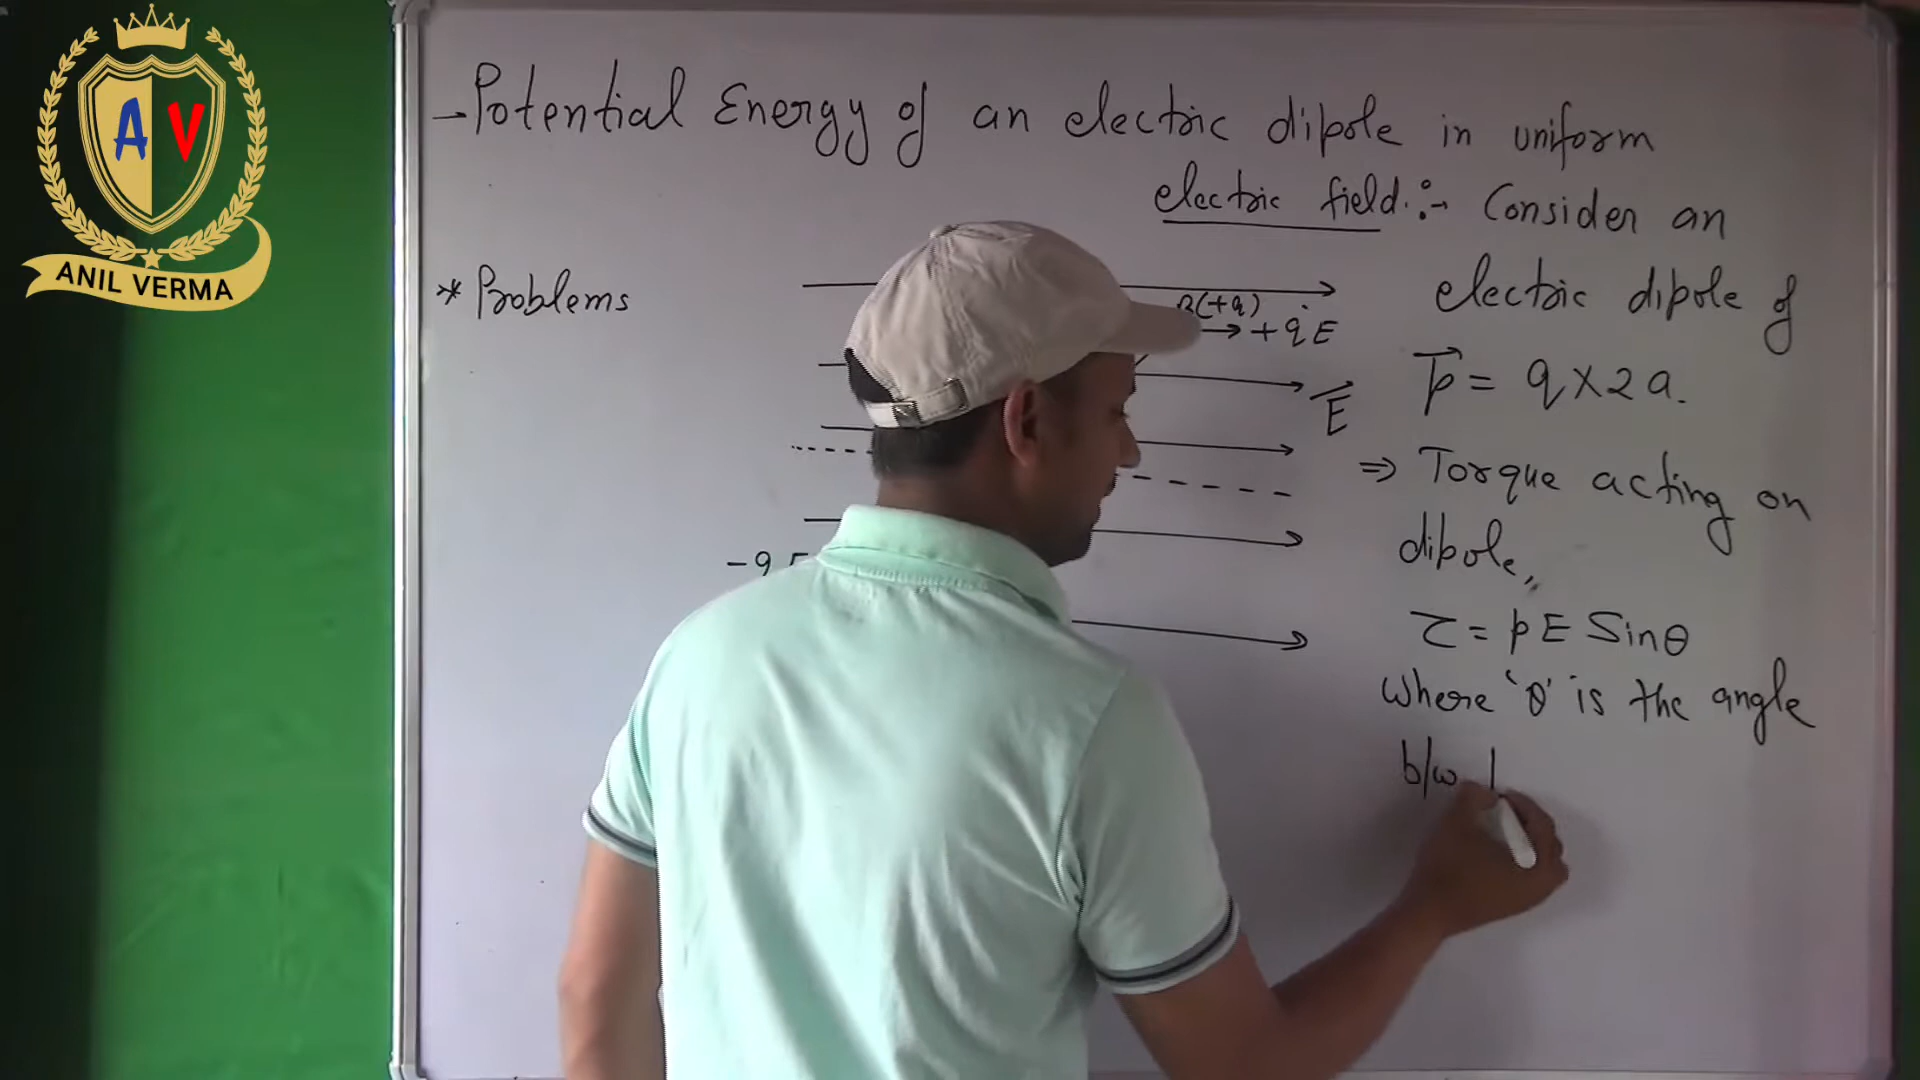 AV
ANIL VERMA
-Potential Energy of an electric dipole in uniform
electric field :- Consider an
electric dipole of
p⃗ = q×2a.
⇒ Torque acting on
dipole,
τ = pE Sinθ
Where 'θ' is the angle
b/w
* Problems
B(+q)
+qE
E⃗
-q